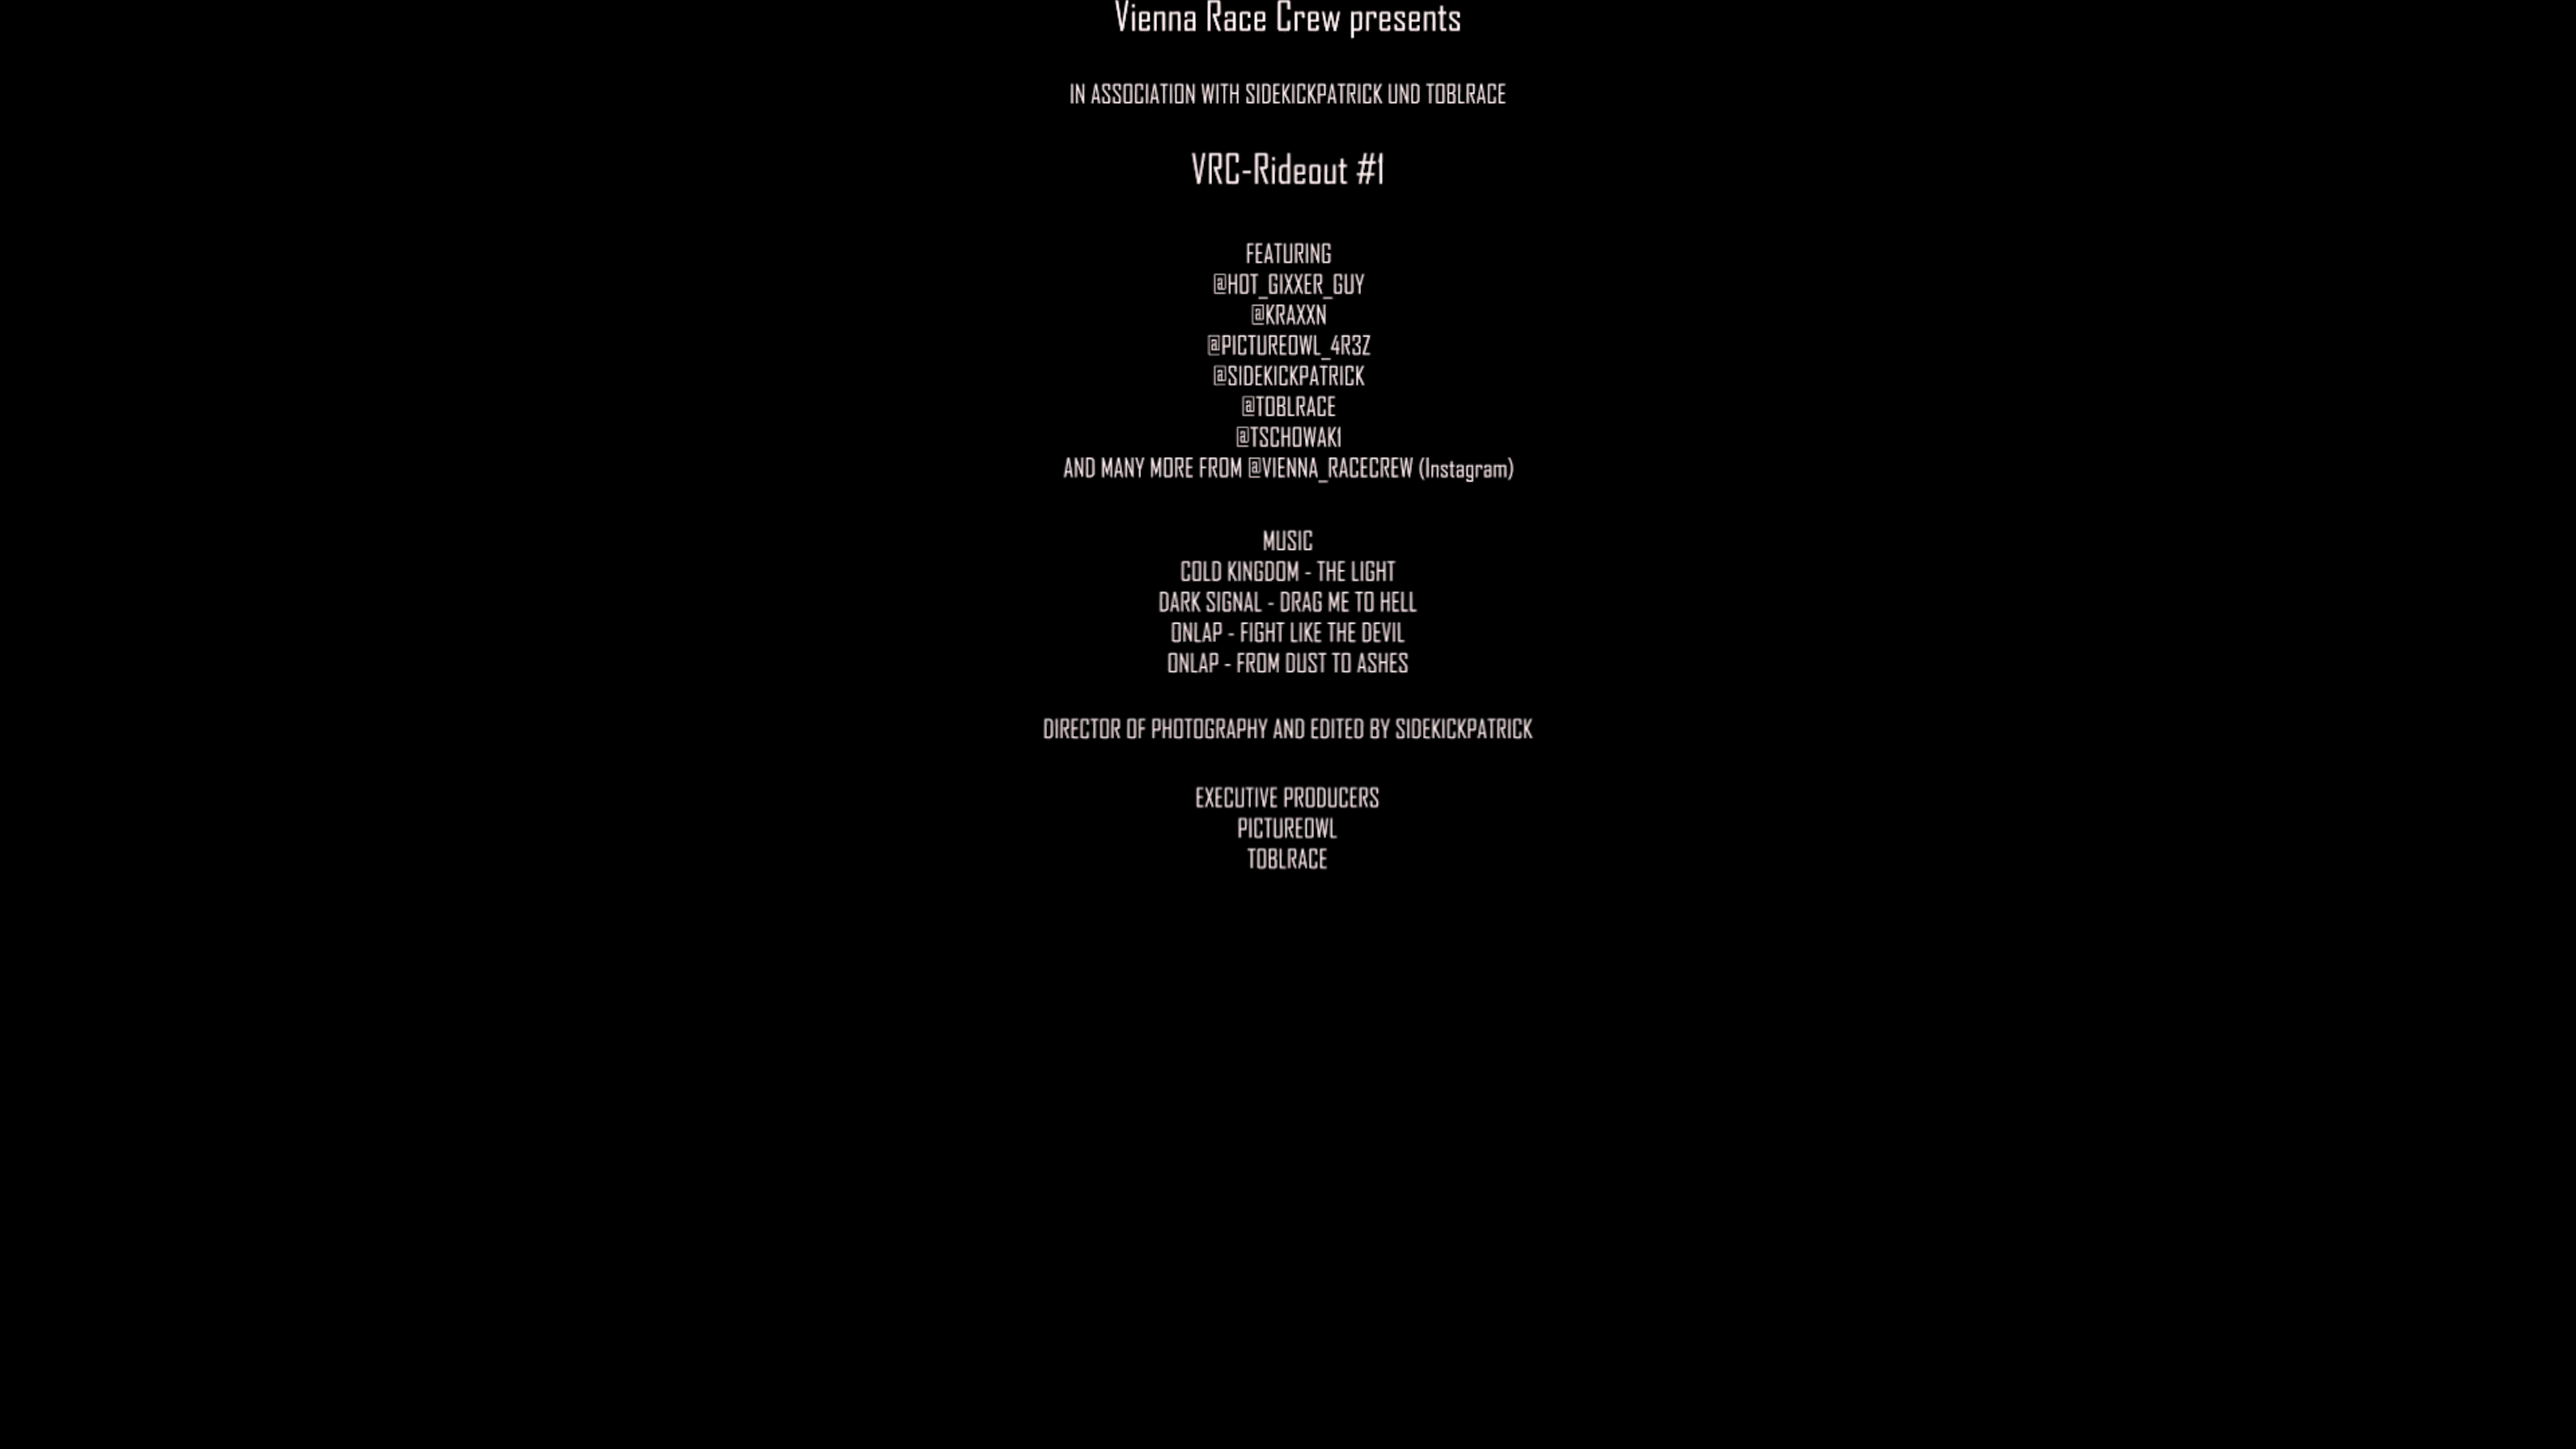 Vienna Race Crew presents
IN ASSOCIATION WITH SIDEKICKPATRICK UND TOBLRACE
VRC-Rideout #1
FEATURING
@HOT_GIXXER_GUY
@KRAXXN
@PICTUREOWL_4R3Z
@SIDEKICKPATRICK
@TOBLRACE
@TSCHOWAK1
AND MANY MORE FROM @VIENNA_RACECREW (Instagram)
MUSIC
COLD KINGDOM - THE LIGHT
DARK SIGNAL - DRAG ME TO HELL
ONLAP - FIGHT LIKE THE DEVIL
ONLAP - FROM DUST TO ASHES
DIRECTOR OF PHOTOGRAPHY AND EDITED BY SIDEKICKPATRICK
EXECUTIVE PRODUCERS
PICTUREOWL
TOBLRACE